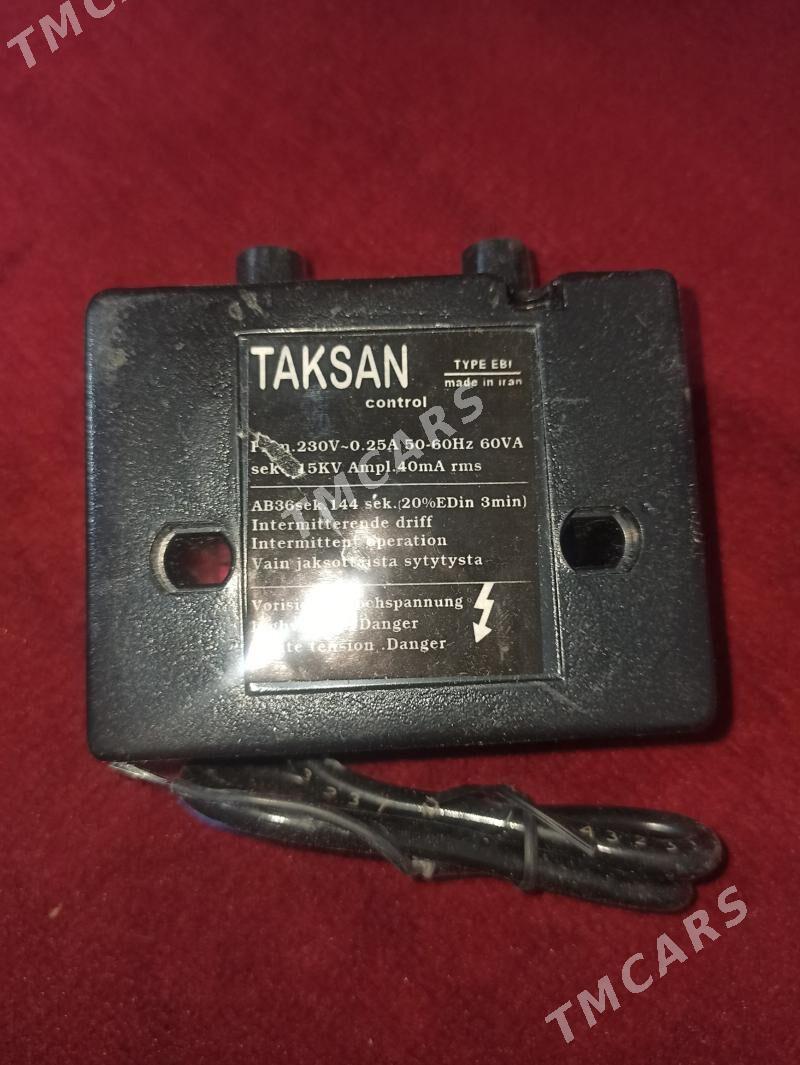 TMCARS
TAKSAN
TYPE EBI
made in iran
control
230V~0.25A 50-60Hz 60VA
15KV Ampl.40mA rms
AB36sek.144 sek.(20%EDin 3min)
Intermitterende driff
Intermittent operation
Vain jaksottaista sytytysta
.Danger
tension .Danger
TMCARS
TMCARS